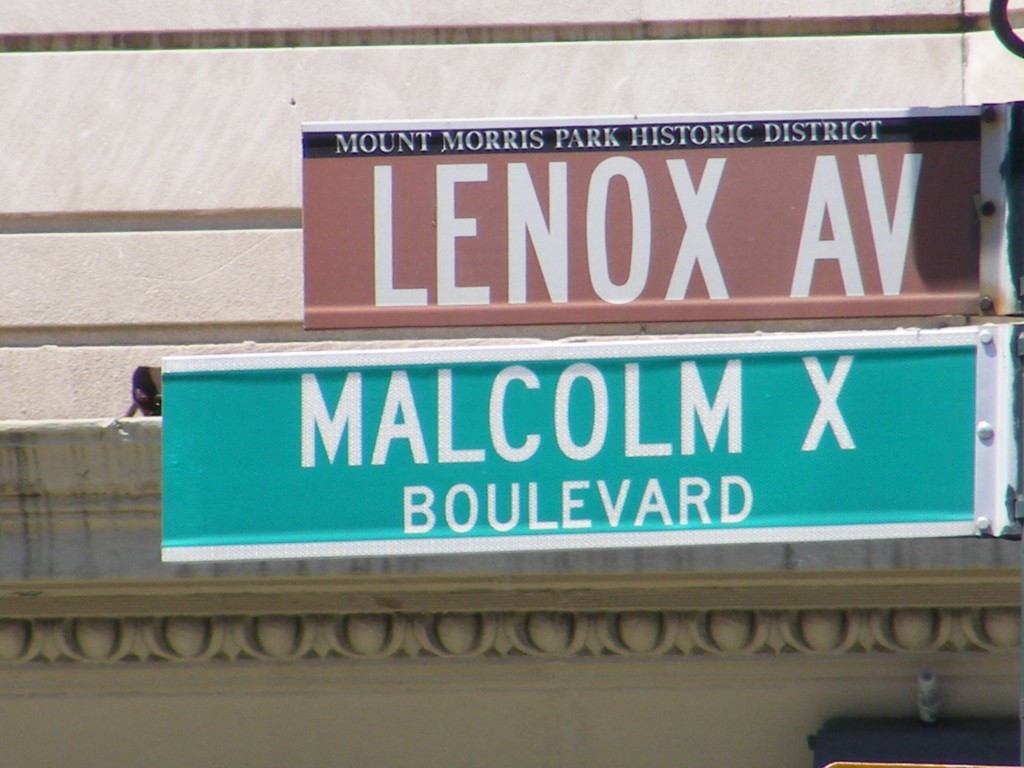 MOUNT MORRIS PARK HISTORIC DISTRICT
LENOX AV
MALCOLM X
BOULEVARD